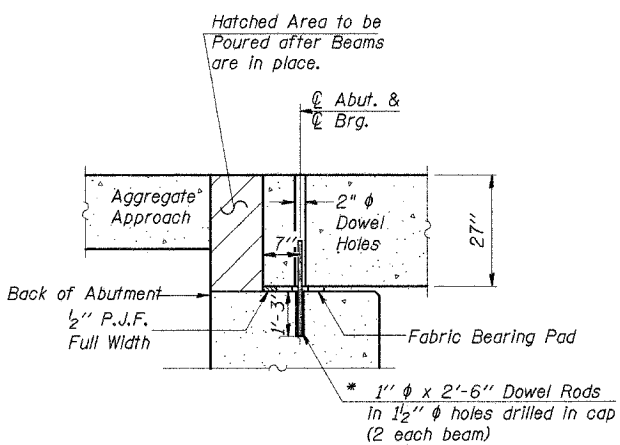 Hatched Area to be
Poured after Beams
are in place.
℄ Abut. &
℄ Brg.
Aggregate
Approach
2" φ
Dowel
Holes
7"
27"
Back of Abutment
½" P.J.F.
Full Width
1'-3"
Fabric Bearing Pad
* 1" φ x 2'-6" Dowel Rods
in 1½" φ holes drilled in cap
(2 each beam)